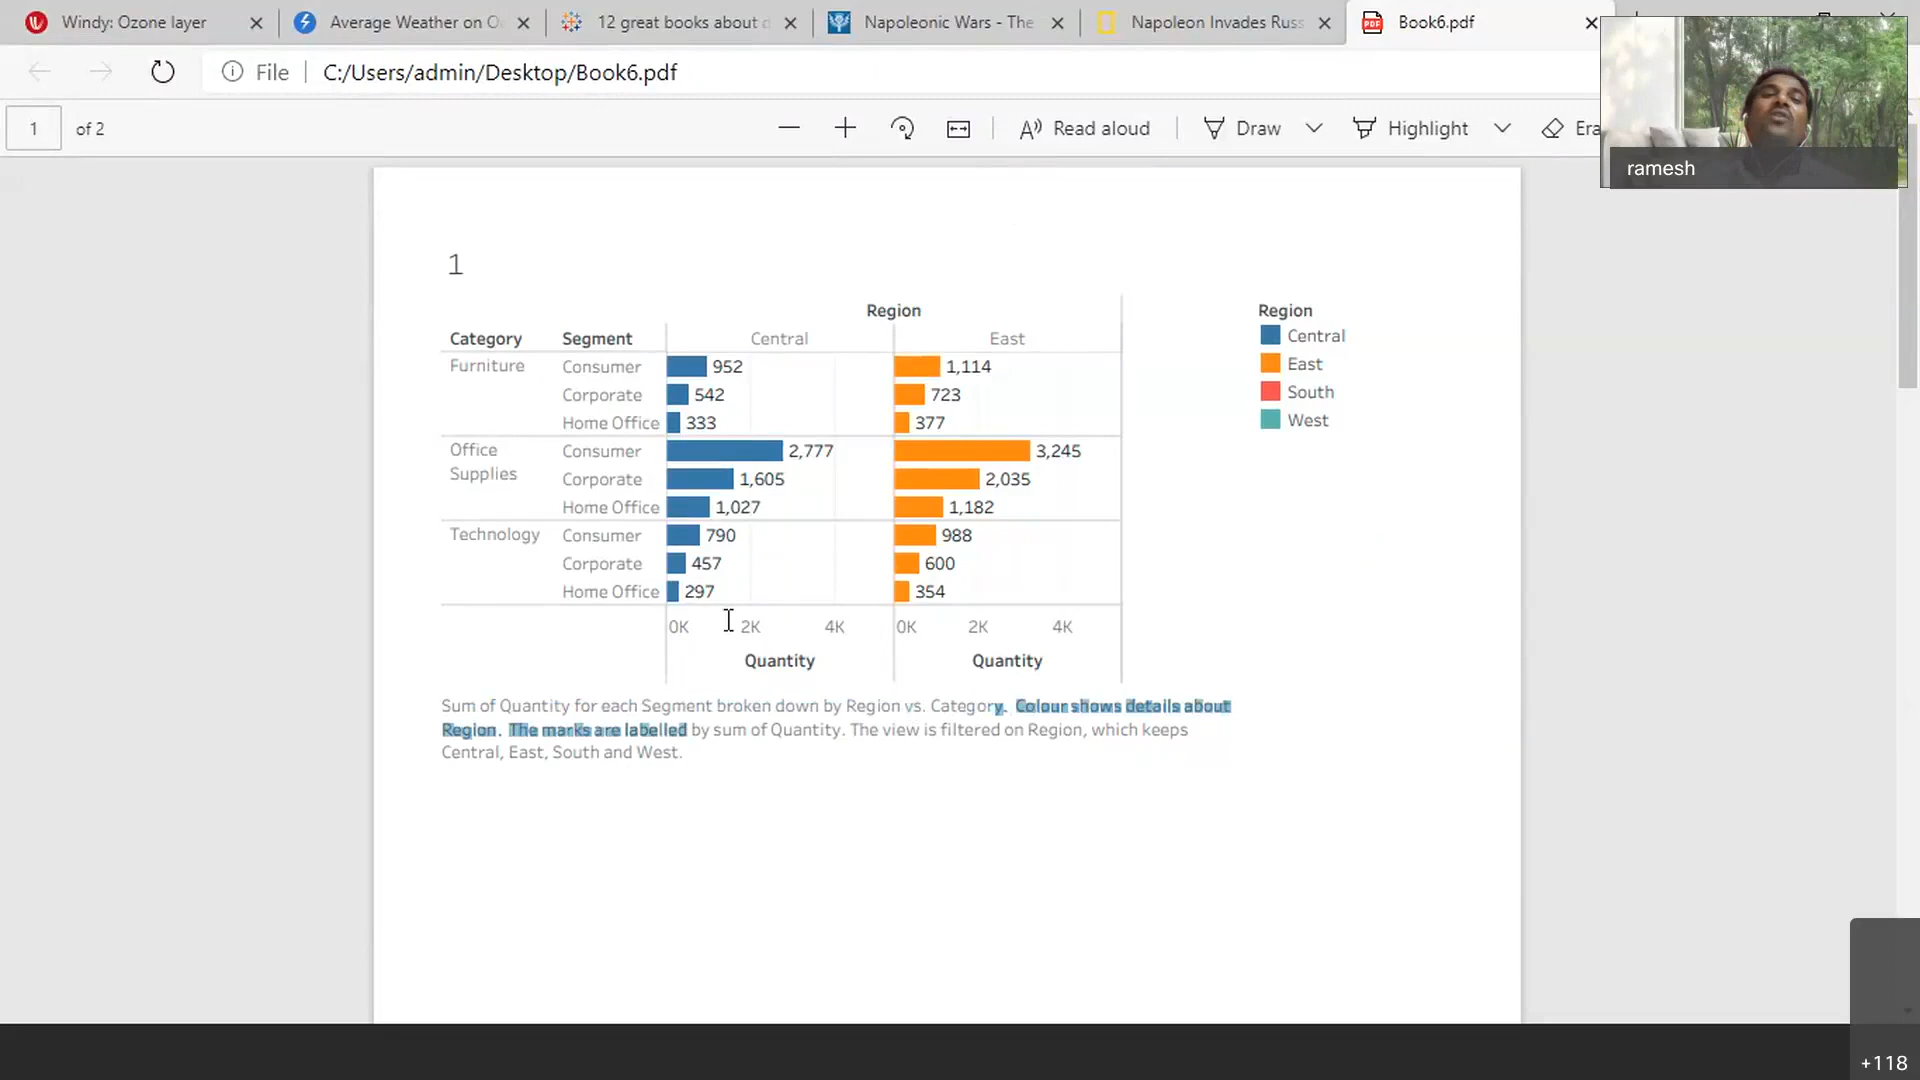 Windy: Ozone layer
Average Weather on O
12 great books about d
Napoleonic Wars - The
Napoleon Invades Russ
PDF Book6.pdf
File C:/Users/admin/Desktop/Book6.pdf
1 of 2
Read aloud
Draw
Highlight
Era
ramesh
1
Region
Category Segment Central East
Furniture Consumer 952 1,114
Corporate 542 723
Home Office 333 377
Office Supplies Consumer 2,777 3,245
Corporate 1,605 2,035
Home Office 1,027 1,182
Technology Consumer 790 988
Corporate 457 600
Home Office 297 354
0K 2K 4K 0K 2K 4K
Quantity Quantity
Region
Central
East
South
West
Sum of Quantity for each Segment broken down by Region vs. Category. Colour shows details about
Region. The marks are labelled by sum of Quantity. The view is filtered on Region, which keeps
Central, East, South and West.
+118